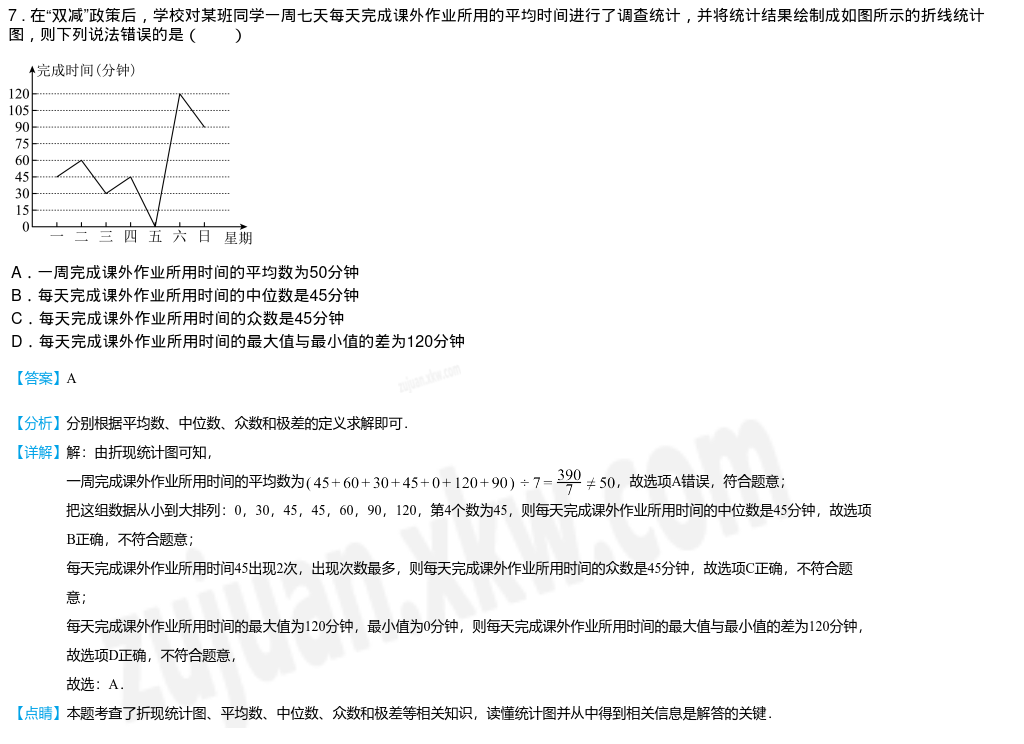 7．在“双减”政策后，学校对某班同学一周七天每天完成课外作业所用的平均时间进行了调查统计，并将统计结果绘制成如图所示的折线统计
图，则下列说法错误的是（　　）
完成时间(分钟)
120
105
90
75
60
45
30
15
0
一 二 三 四 五 六 日 星期
A．一周完成课外作业所用时间的平均数为50分钟
B．每天完成课外作业所用时间的中位数是45分钟
C．每天完成课外作业所用时间的众数是45分钟
D．每天完成课外作业所用时间的最大值与最小值的差为120分钟
【答案】A
zujuan.xkw.com
【分析】分别根据平均数、中位数、众数和极差的定义求解即可．
【详解】解：由折现统计图可知，
一周完成课外作业所用时间的平均数为(45+60+30+45+0+120+90)÷7=390/7≠50，故选项A错误，符合题意；
把这组数据从小到大排列：0，30，45，45，60，90，120，第4个数为45，则每天完成课外作业所用时间的中位数是45分钟，故选项
B正确，不符合题意；
每天完成课外作业所用时间45出现2次，出现次数最多，则每天完成课外作业所用时间的众数是45分钟，故选项C正确，不符合题
意；
每天完成课外作业所用时间的最大值为120分钟，最小值为0分钟，则每天完成课外作业所用时间的最大值与最小值的差为120分钟，
故选项D正确，不符合题意，
故选：A．
【点睛】本题考查了折现统计图、平均数、中位数、众数和极差等相关知识，读懂统计图并从中得到相关信息是解答的关键．
zujuan.xkw.com